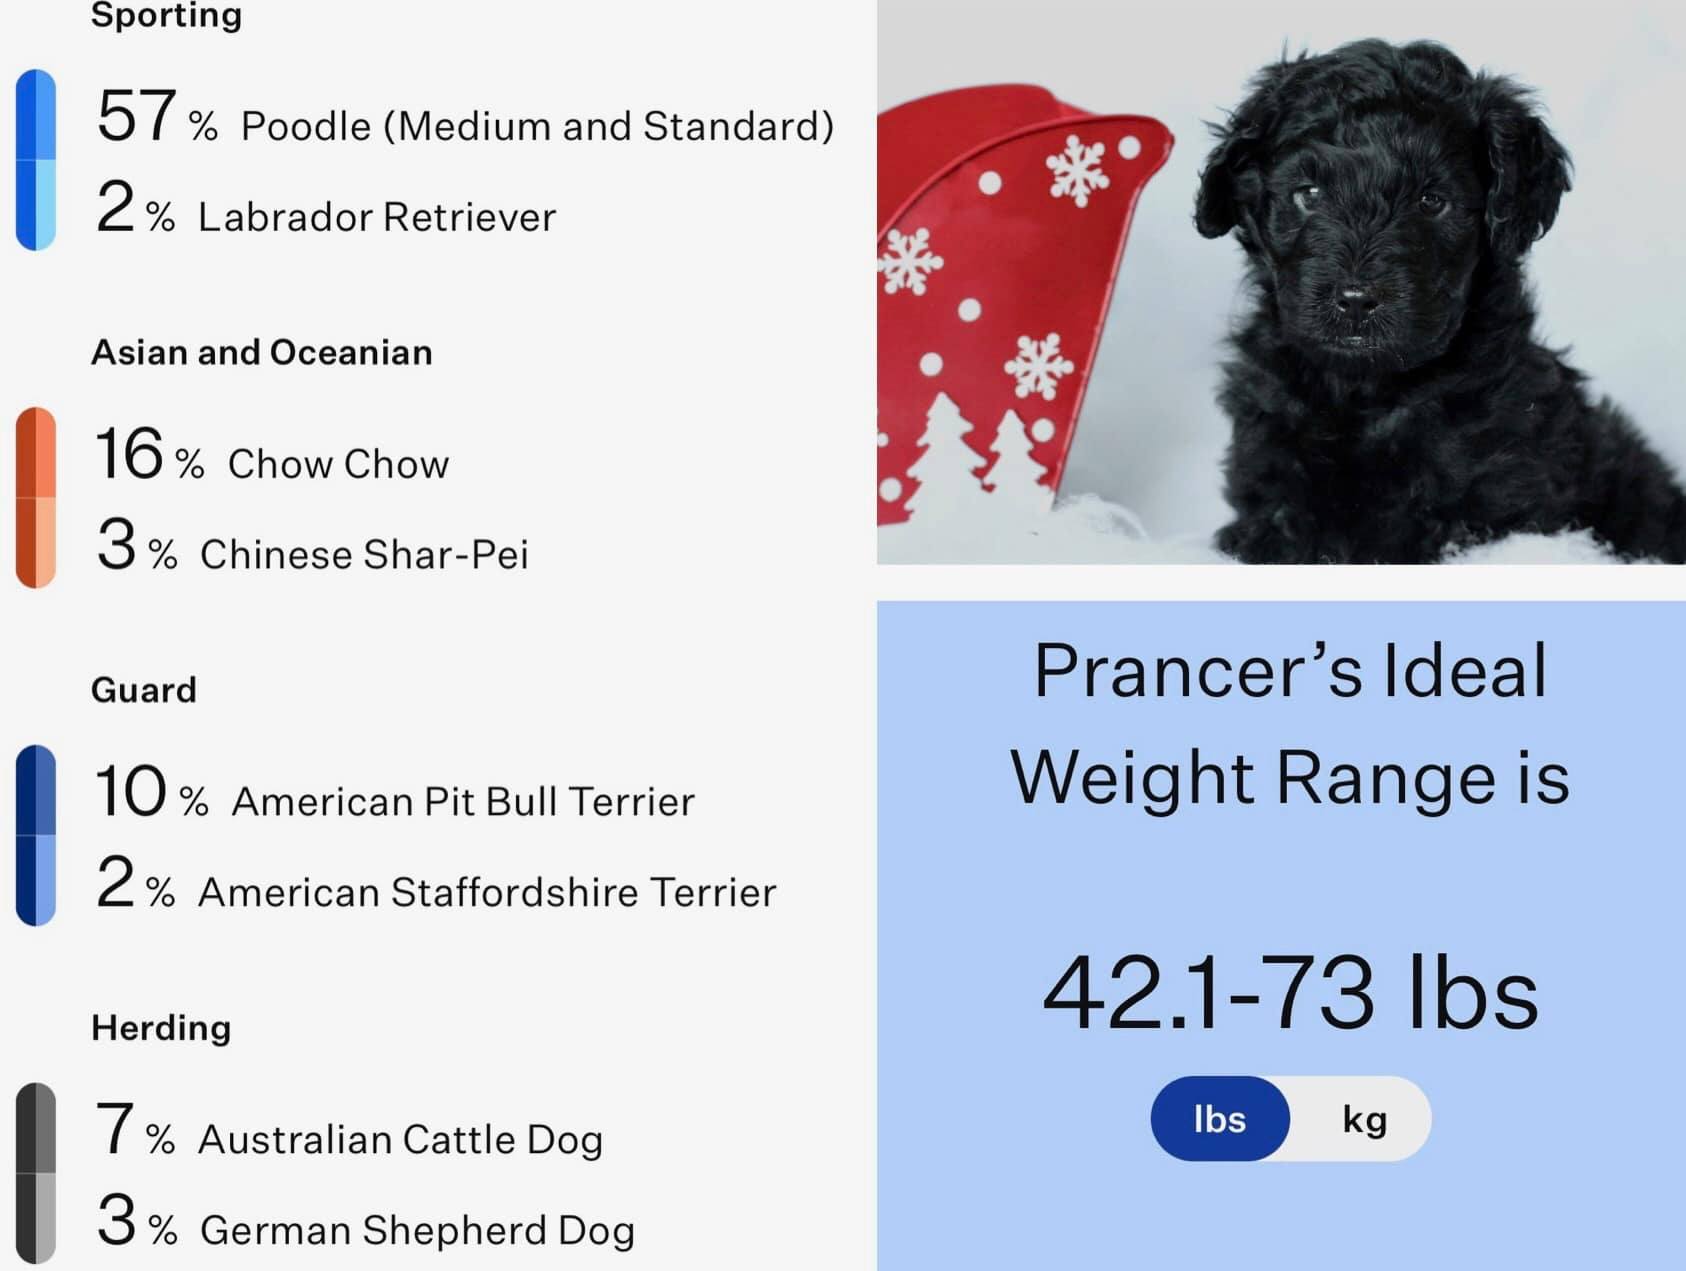 Sporting
57 % Poodle (Medium and Standard)
2 % Labrador Retriever
Asian and Oceanian
16 % Chow Chow
3 % Chinese Shar-Pei
Guard
10 % American Pit Bull Terrier
2 % American Staffordshire Terrier
Herding
7 % Australian Cattle Dog
3 % German Shepherd Dog
Prancer’s Ideal
Weight Range is
42.1-73 lbs
lbs kg